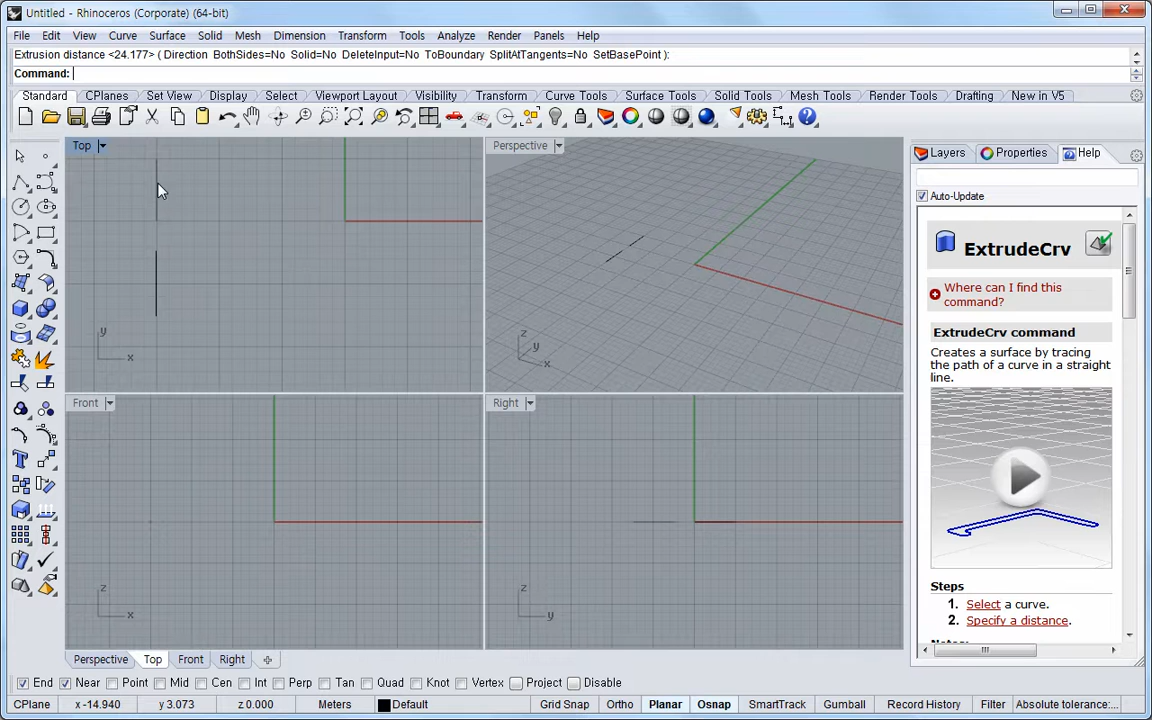 Untitled - Rhinoceros (Corporate) (64-bit)
File Edit View Curve Surface Solid Mesh Dimension Transform Tools Analyze Render Panels Help
Extrusion distance <24.177> ( Direction BothSides=No Solid=No DeleteInput=No ToBoundary SplitAtTangents=No SetBasePoint ):
Command:
Standard CPlanes Set View Display Select Viewport Layout Visibility Transform Curve Tools Surface Tools Solid Tools Mesh Tools Render Tools Drafting New in V5
Top
Perspective
Layers Properties Help
Auto-Update
ExtrudeCrv
Where can I find this
command?
ExtrudeCrv command
Creates a surface by tracing
the path of a curve in a straight
line.
y
x
z
y
x
Front
Right
z
x
z
y
Steps
1. Select a curve.
2. Specify a distance.
Perspective Top Front Right
End Near Point Mid Cen Int Perp Tan Quad Knot Vertex Project Disable
CPlane x -14.940 y 3.073 z 0.000 Meters Default Grid Snap Ortho Planar Osnap SmartTrack Gumball Record History Filter Absolute tolerance:...